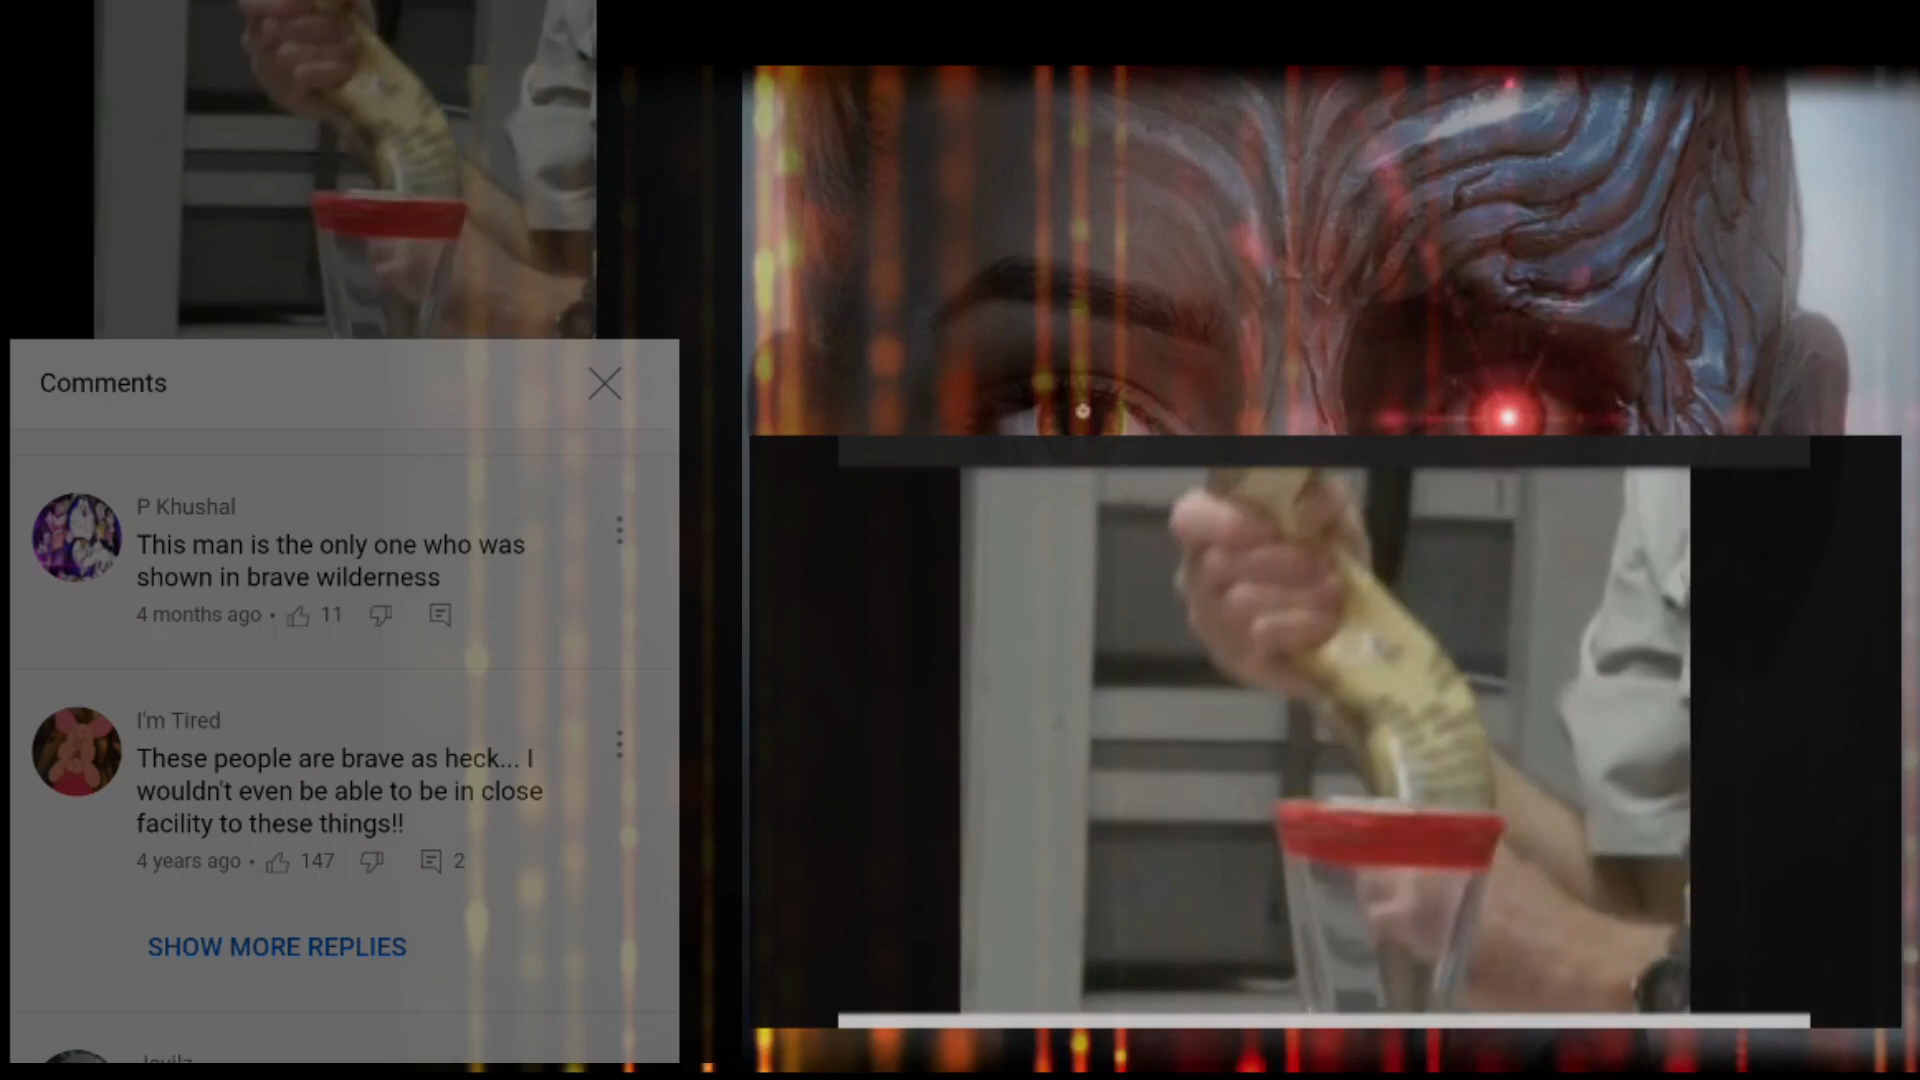 Comments
P Khushal
This man is the only one who was
shown in brave wilderness
4 months ago • 11
I'm Tired
These people are brave as heck... I
wouldn't even be able to be in close
facility to these things!!
4 years ago • 147 2
SHOW MORE REPLIES